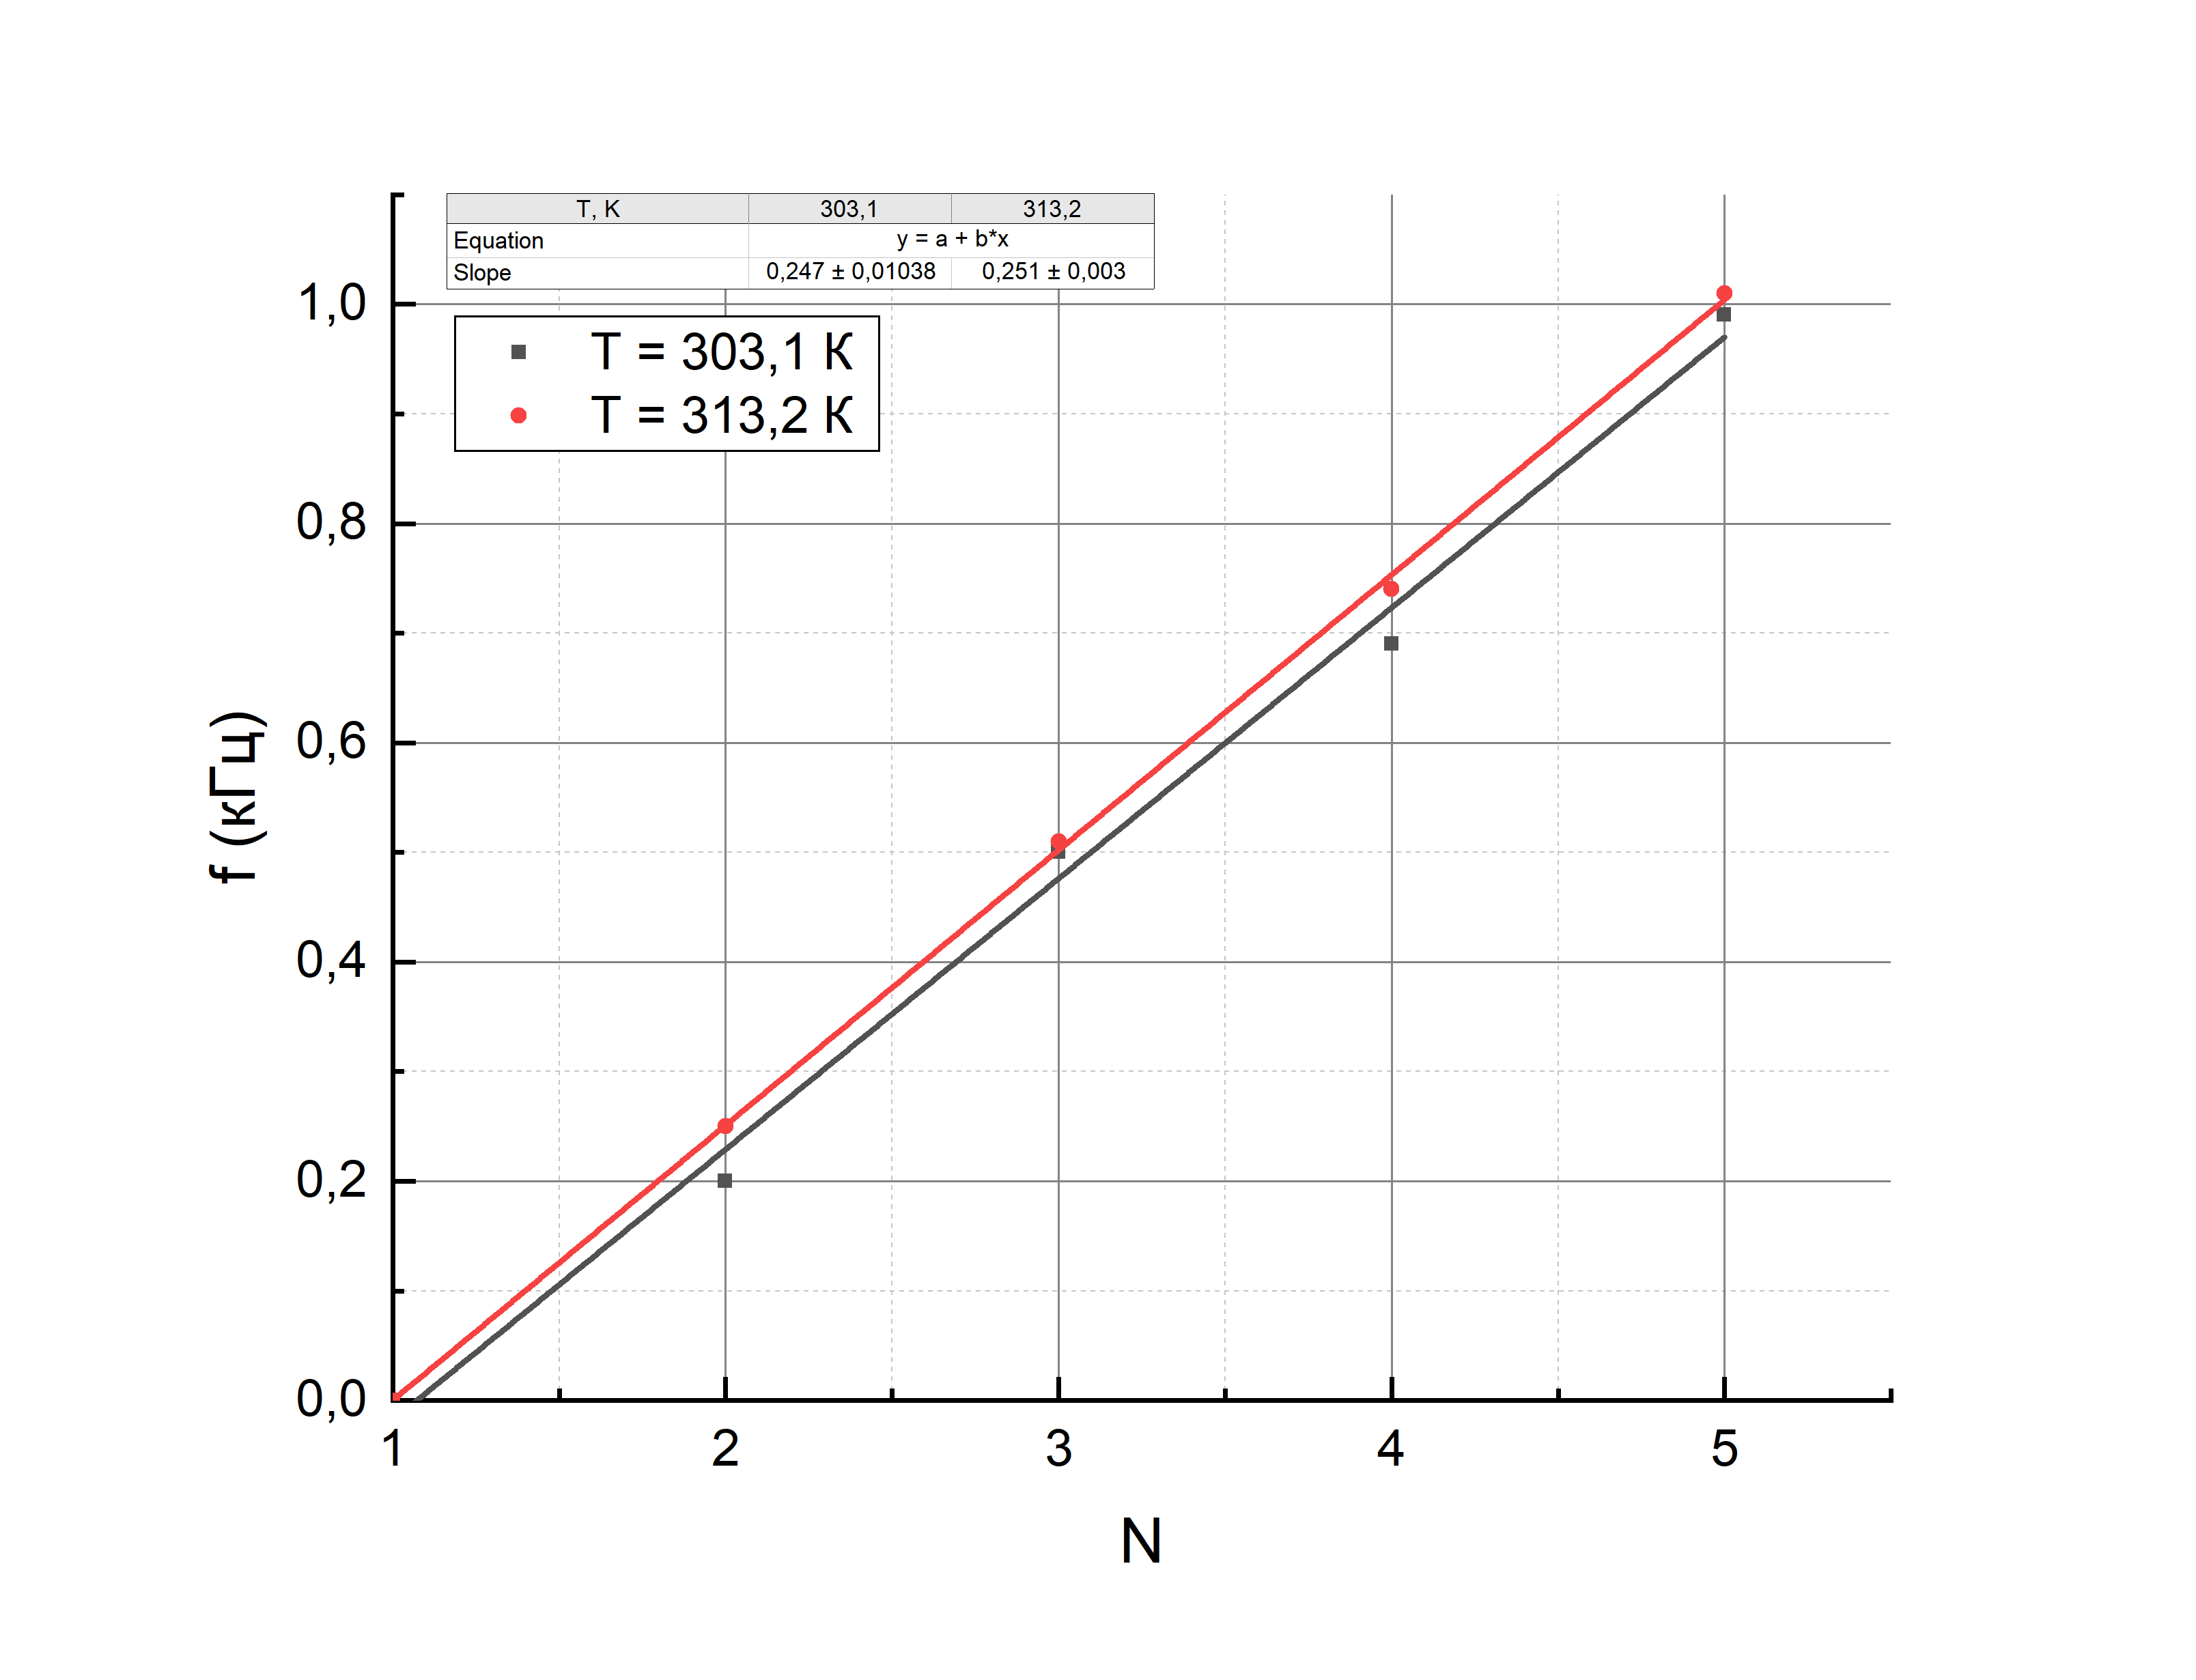 T, K 303,1 313,2
Equation y = a + b*x
Slope 0,247 ± 0,01038 0,251 ± 0,003
T = 303,1 К
T = 313,2 К
1,0
0,8
0,6
0,4
0,2
0,0
f (кГц)
1 2 3 4 5
N